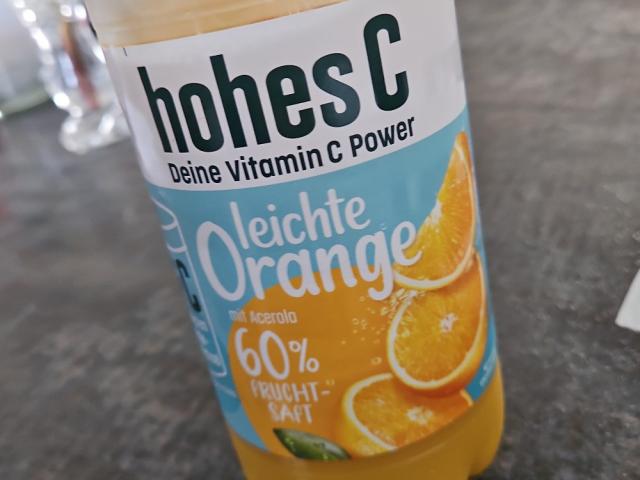 hohes C
Deine Vitamin C Power
leichte
Orange
mit Acerola
60%
FRUCHT-
SAFT